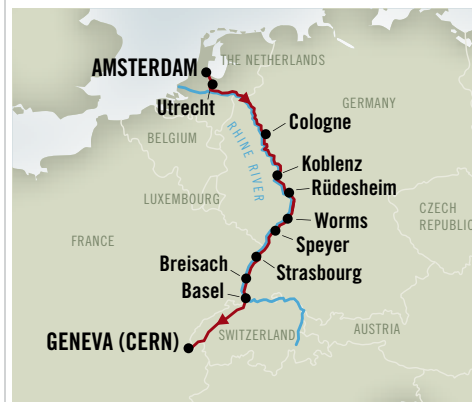 THE NETHERLANDS
AMSTERDAM
Utrecht
GERMANY
Cologne
BELGIUM
RHINE RIVER
Koblenz
Rüdesheim
LUXEMBOURG
CZECH
REPUBLIC
Worms
Speyer
FRANCE
Strasbourg
Breisach
Basel
AUSTRIA
SWITZERLAND
GENEVA (CERN)